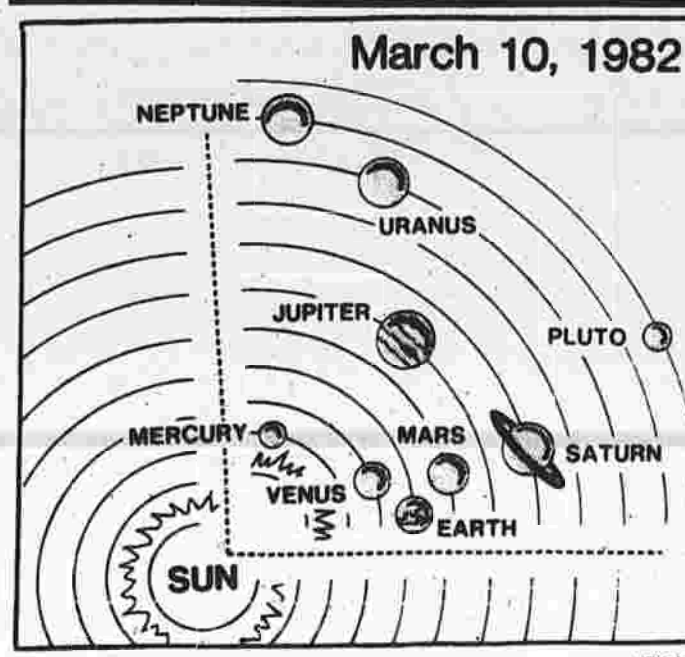 March 10, 1982
NEPTUNE
URANUS
JUPITER
PLUTO
MERCURY
MARS
SATURN
VENUS
EARTH
SUN